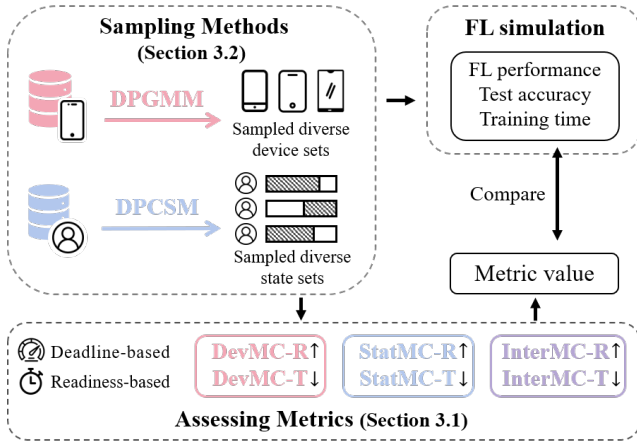 Sampling Methods
(Section 3.2)
DPGMM
Sampled diverse
device sets
DPCSM
Sampled diverse
state sets
FL simulation
FL performance
Test accuracy
Training time
Compare
Metric value
Deadline-based
Readiness-based
DevMC-R↑
DevMC-T↓
StatMC-R↑
StatMC-T↓
InterMC-R↑
InterMC-T↓
Assessing Metrics (Section 3.1)